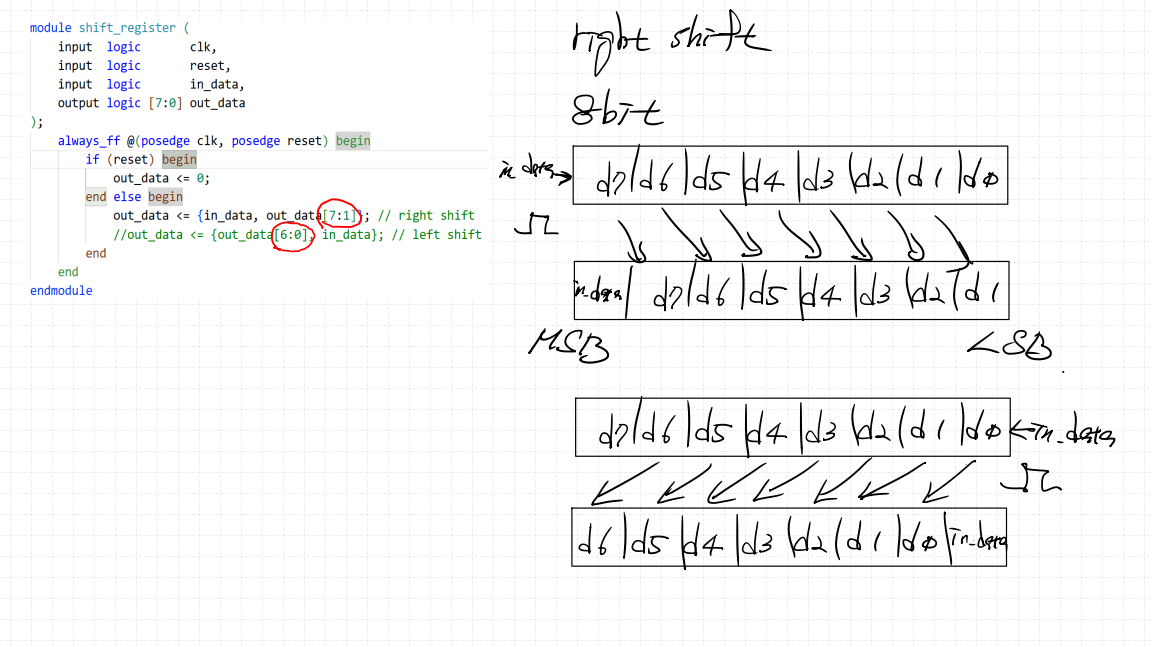 module shift_register (
input logic clk,
input logic reset,
input logic in_data,
output logic [7:0] out_data
);
always_ff @(posedge clk, posedge reset) begin
if (reset) begin
out_data <= 0;
end else begin
out_data <= {in_data, out_data[7:1]}; // right shift
//out_data <= {out_data[6:0], in_data}; // left shift
end
end
endmodule
right shift
8bit
in data d7 d6 d5 d4 d3 d2 d1 d0
in_data d7 d6 d5 d4 d3 d2 d1
MSB LSB
d7 d6 d5 d4 d3 d2 d1 d0 in_data
d6 d5 d4 d3 d2 d1 d0 in_data